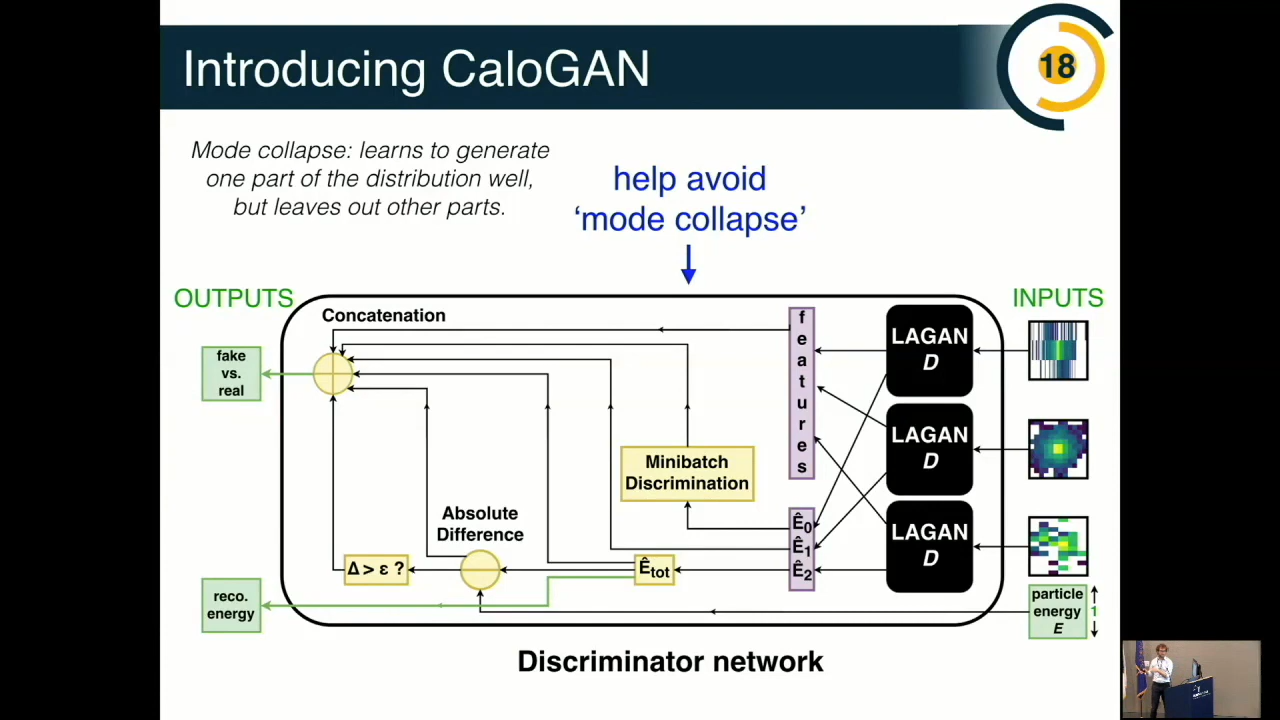 Introducing CaloGAN
18
Mode collapse: learns to generate
one part of the distribution well,
but leaves out other parts.
help avoid
‘mode collapse’
OUTPUTS
INPUTS
Concatenation
features
LAGAN
D
fake
vs.
real
LAGAN
D
Minibatch
Discrimination
Absolute
Difference
LAGAN
D
Ê0
Ê1
Ê2
Δ > ε ?
Êtot
reco.
energy
particle
energy
E
1
Discriminator network